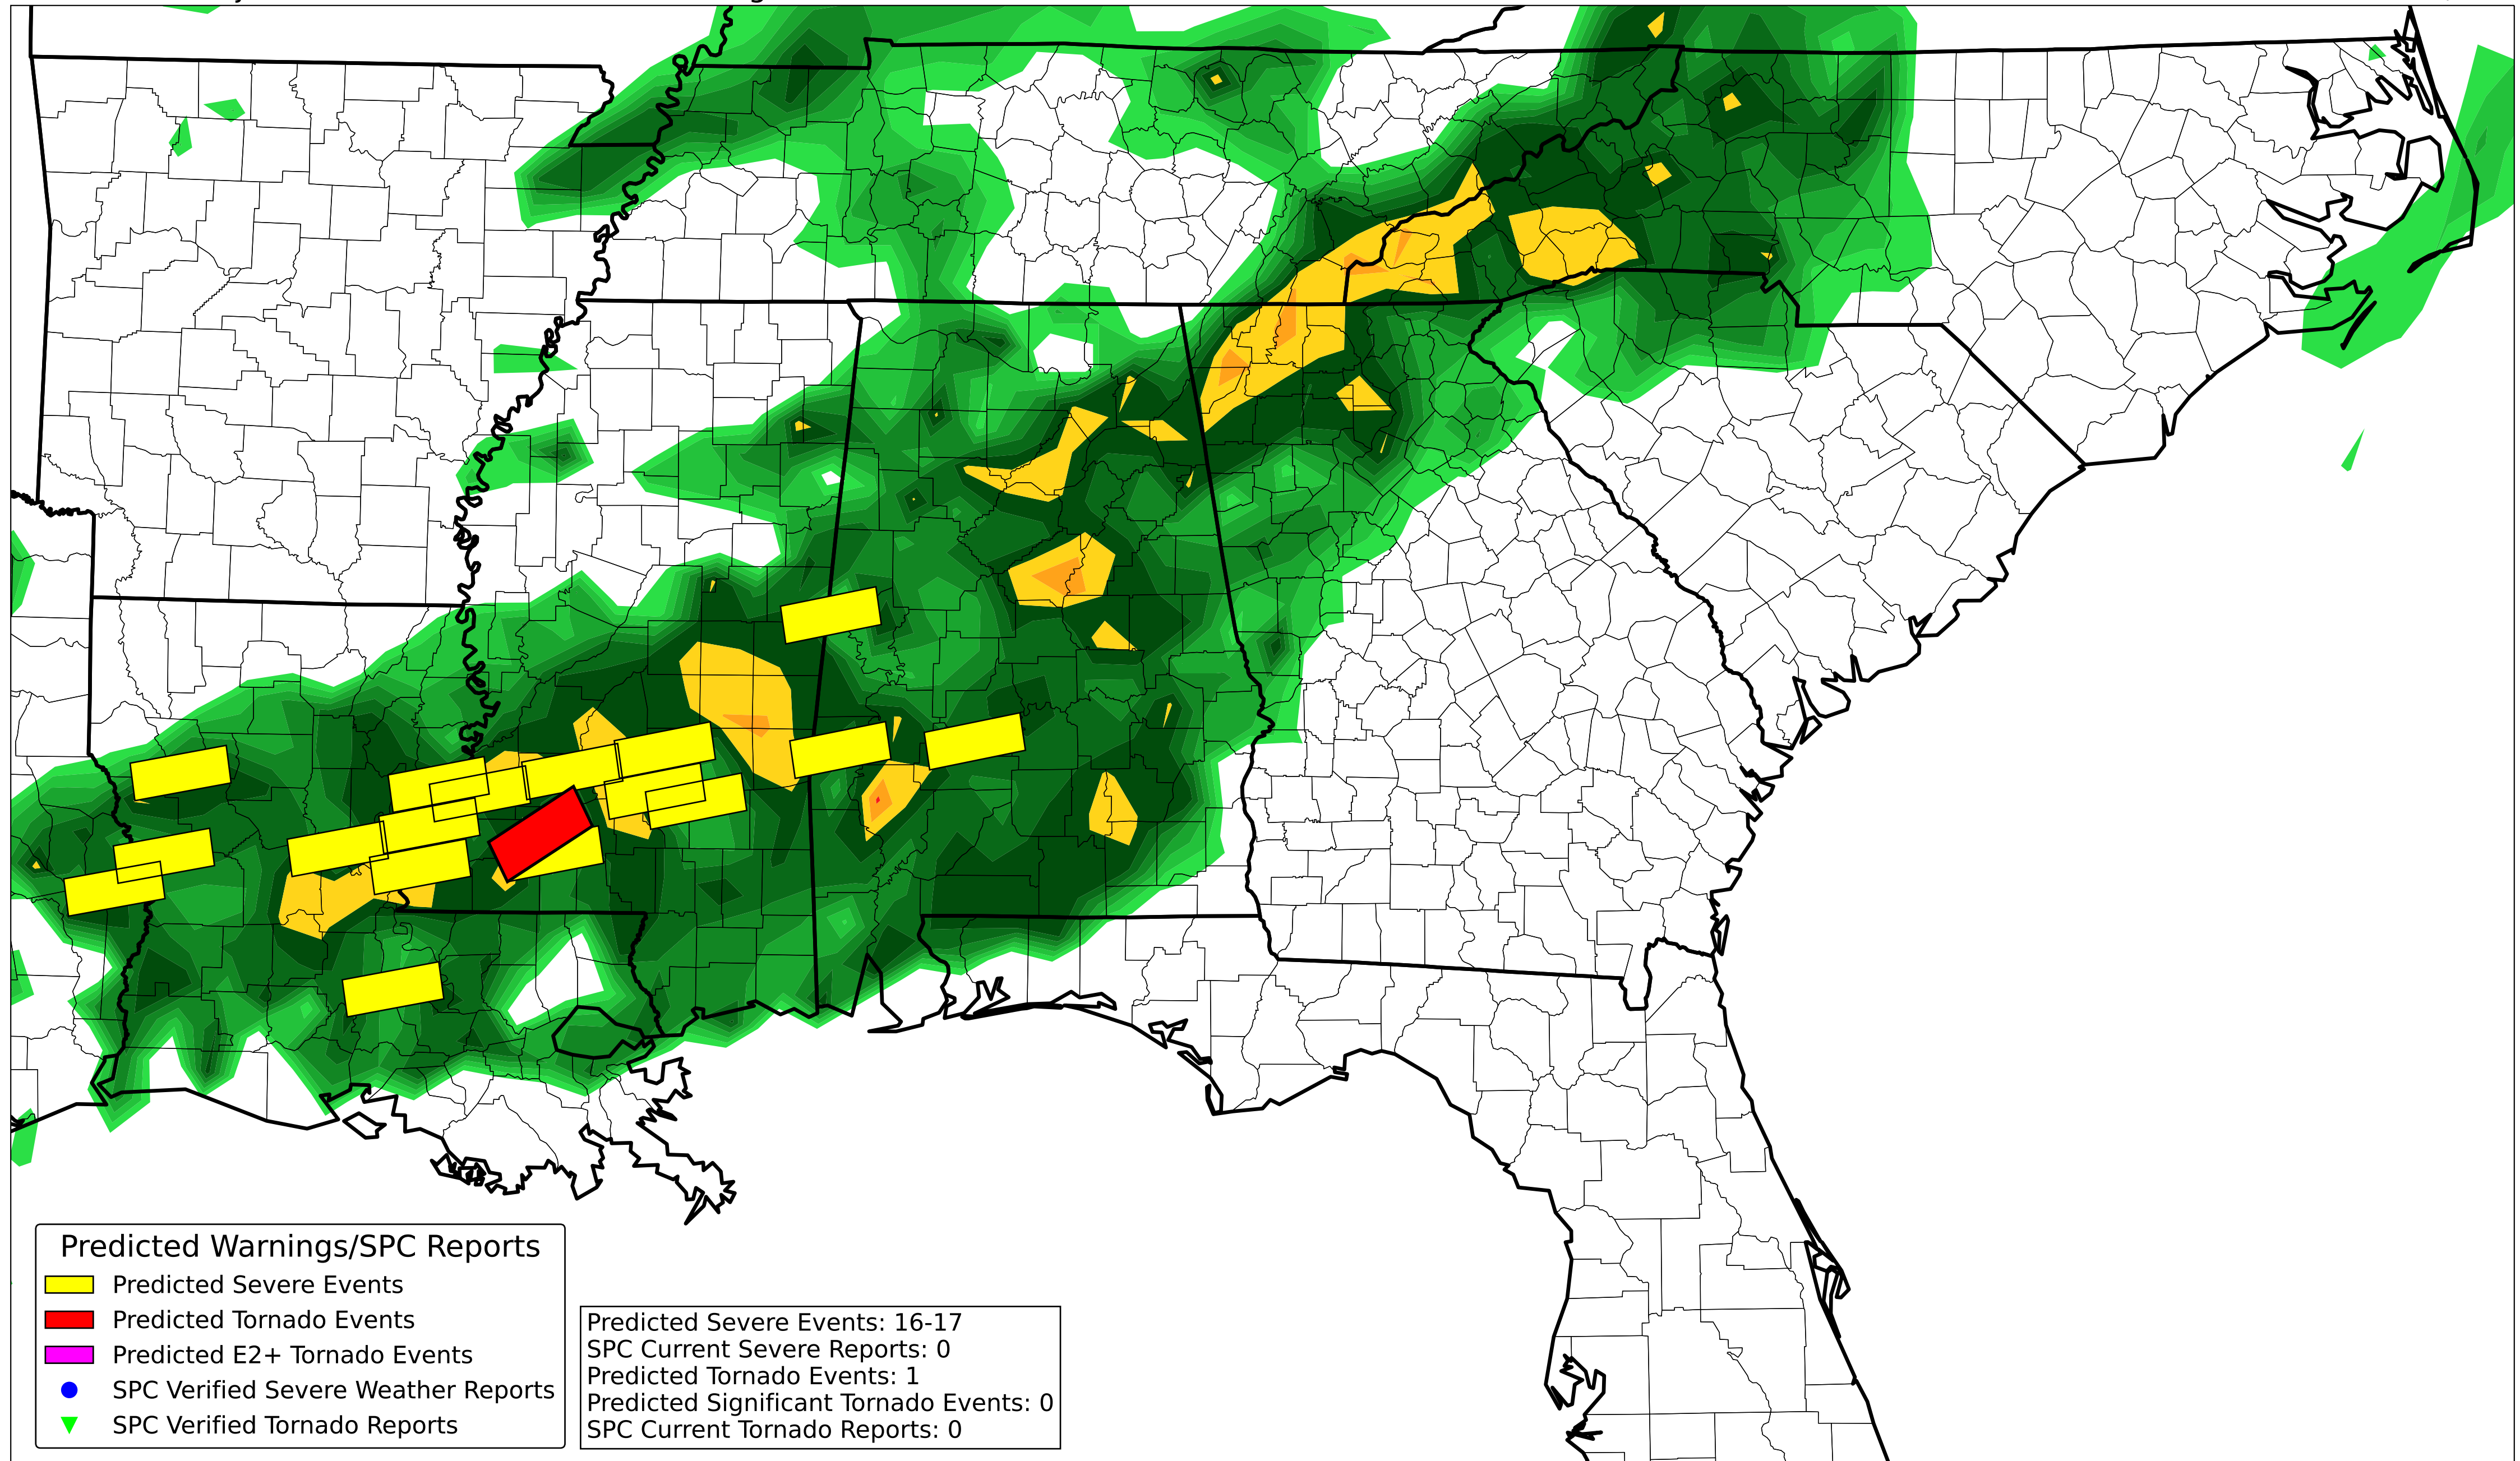 Predicted Warnings/SPC Reports
Predicted Severe Events
Predicted Tornado Events
Predicted E2+ Tornado Events
SPC Verified Severe Weather Reports
SPC Verified Tornado Reports
Predicted Severe Events: 16-17
SPC Current Severe Reports: 0
Predicted Tornado Events: 1
Predicted Significant Tornado Events: 0
SPC Current Tornado Reports: 0